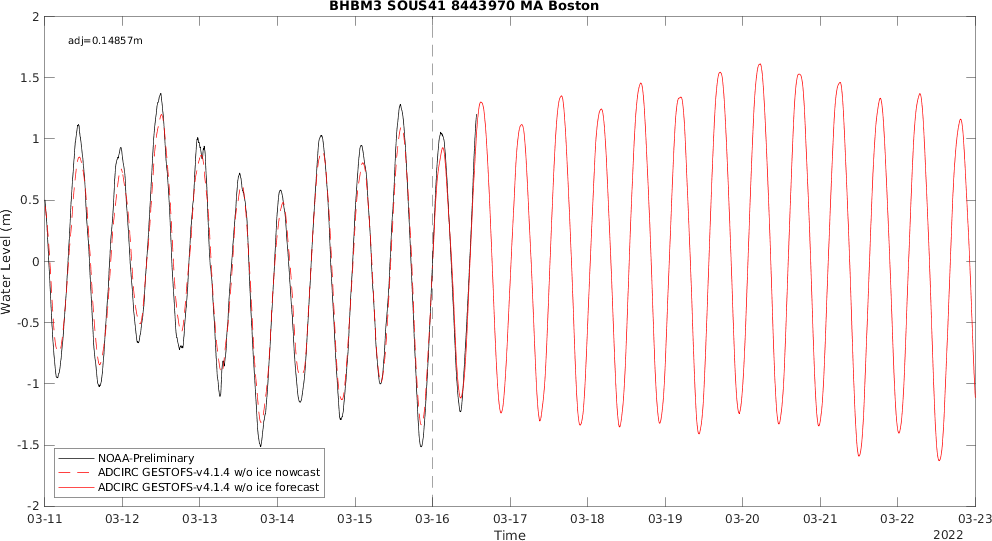 BHBM3 SOUS41 8443970 MA Boston
adj=0.14857m
2
1.5
1
0.5
0
-0.5
-1
-1.5
-2
Water Level (m)
NOAA-Preliminary
ADCIRC GESTOFS-v4.1.4 w/o ice nowcast
ADCIRC GESTOFS-v4.1.4 w/o ice forecast
03-11 03-12 03-13 03-14 03-15 03-16 03-17 03-18 03-19 03-20 03-21 03-22 03-23
Time
2022